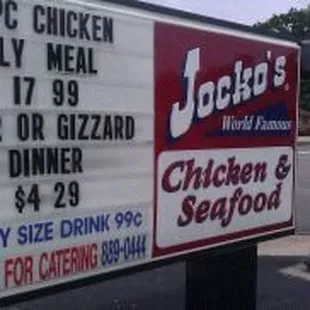 PC CHICKEN
LY MEAL
17 99
R OR GIZZARD
DINNER
$4 29
Y SIZE DRINK 99¢
FOR CATERING 889-0444
Jocko's
World Famous
Chicken &
Seafood